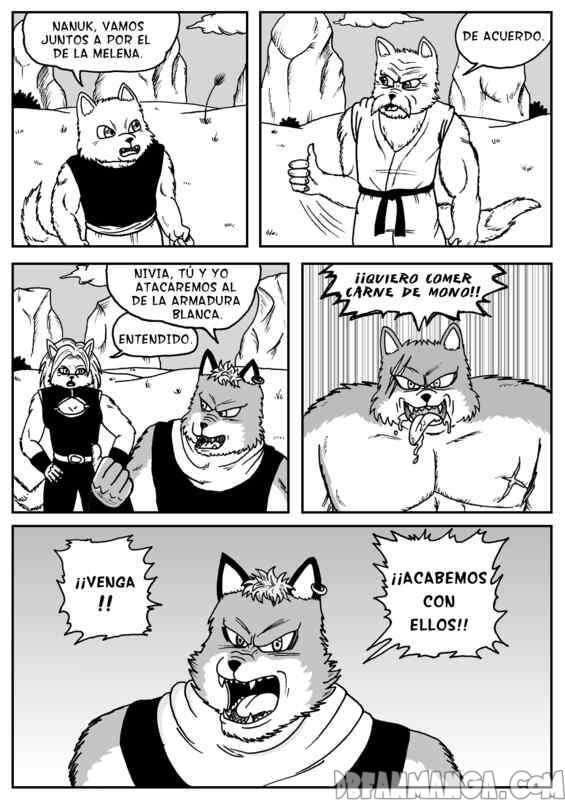 NANUK, VAMOS
JUNTOS A POR EL
DE LA MELENA.
DE ACUERDO.
NIVIA, TÚ Y YO
ATACAREMOS AL
DE LA ARMADURA
BLANCA.
ENTENDIDO.
¡¡QUIERO COMER
CARNE DE MONO!!
¡¡VENGA
!!
¡¡ACABEMOS
CON
ELLOS!!
DBFANMANGA.COM